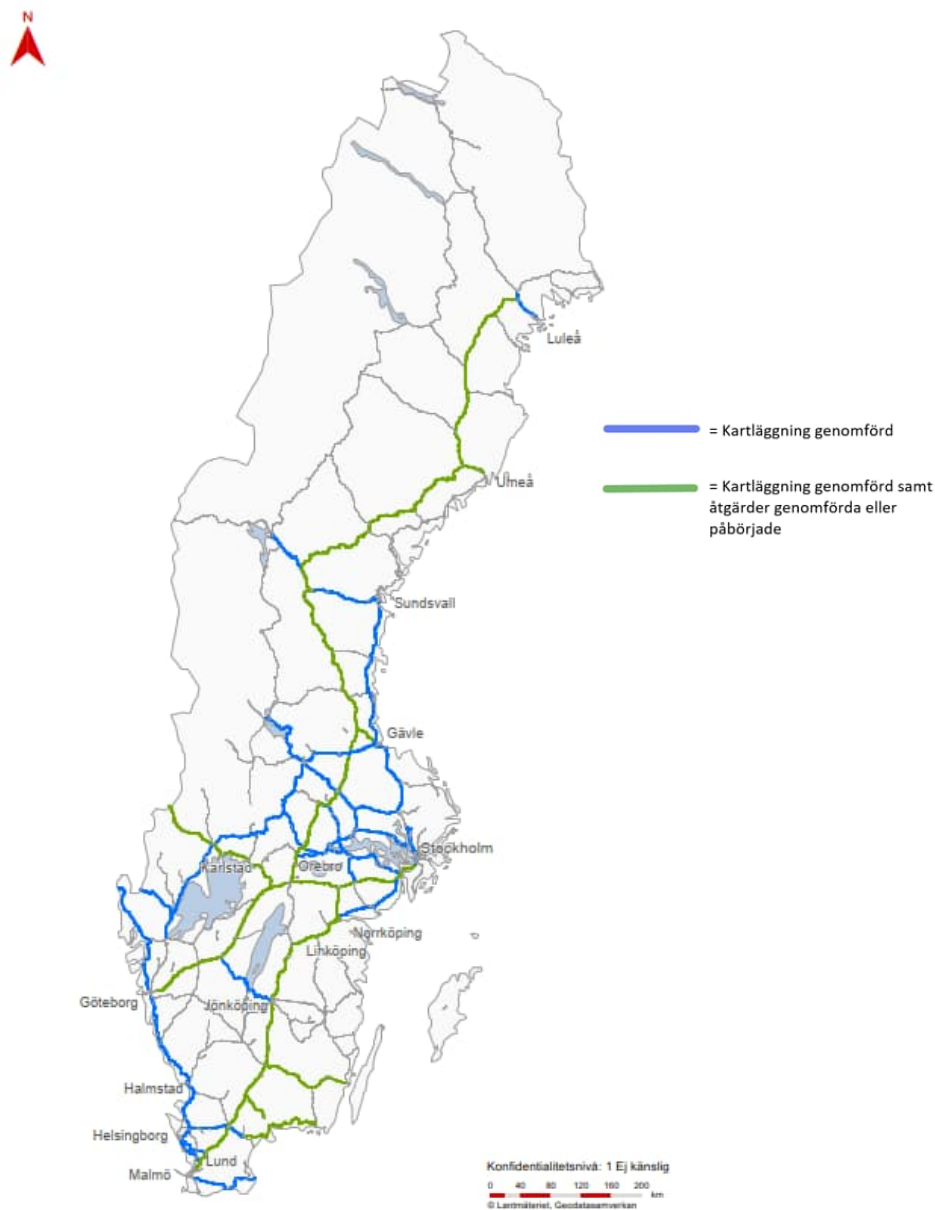 N
Luleå
= Kartläggning genomförd
Umeå
= Kartläggning genomförd samt
åtgärder genomförda eller
påbörjade
Sundsvall
Gävle
Stockholm
Karlstad
Örebro
Norrköping
Linköping
Göteborg
Jönköping
Halmstad
Helsingborg
Lund
Malmö
Konfidentialitetsnivå: 1 Ej känslig
0 40 80 120 160 200
km
© Lantmäteriet, Geodatasamverkan